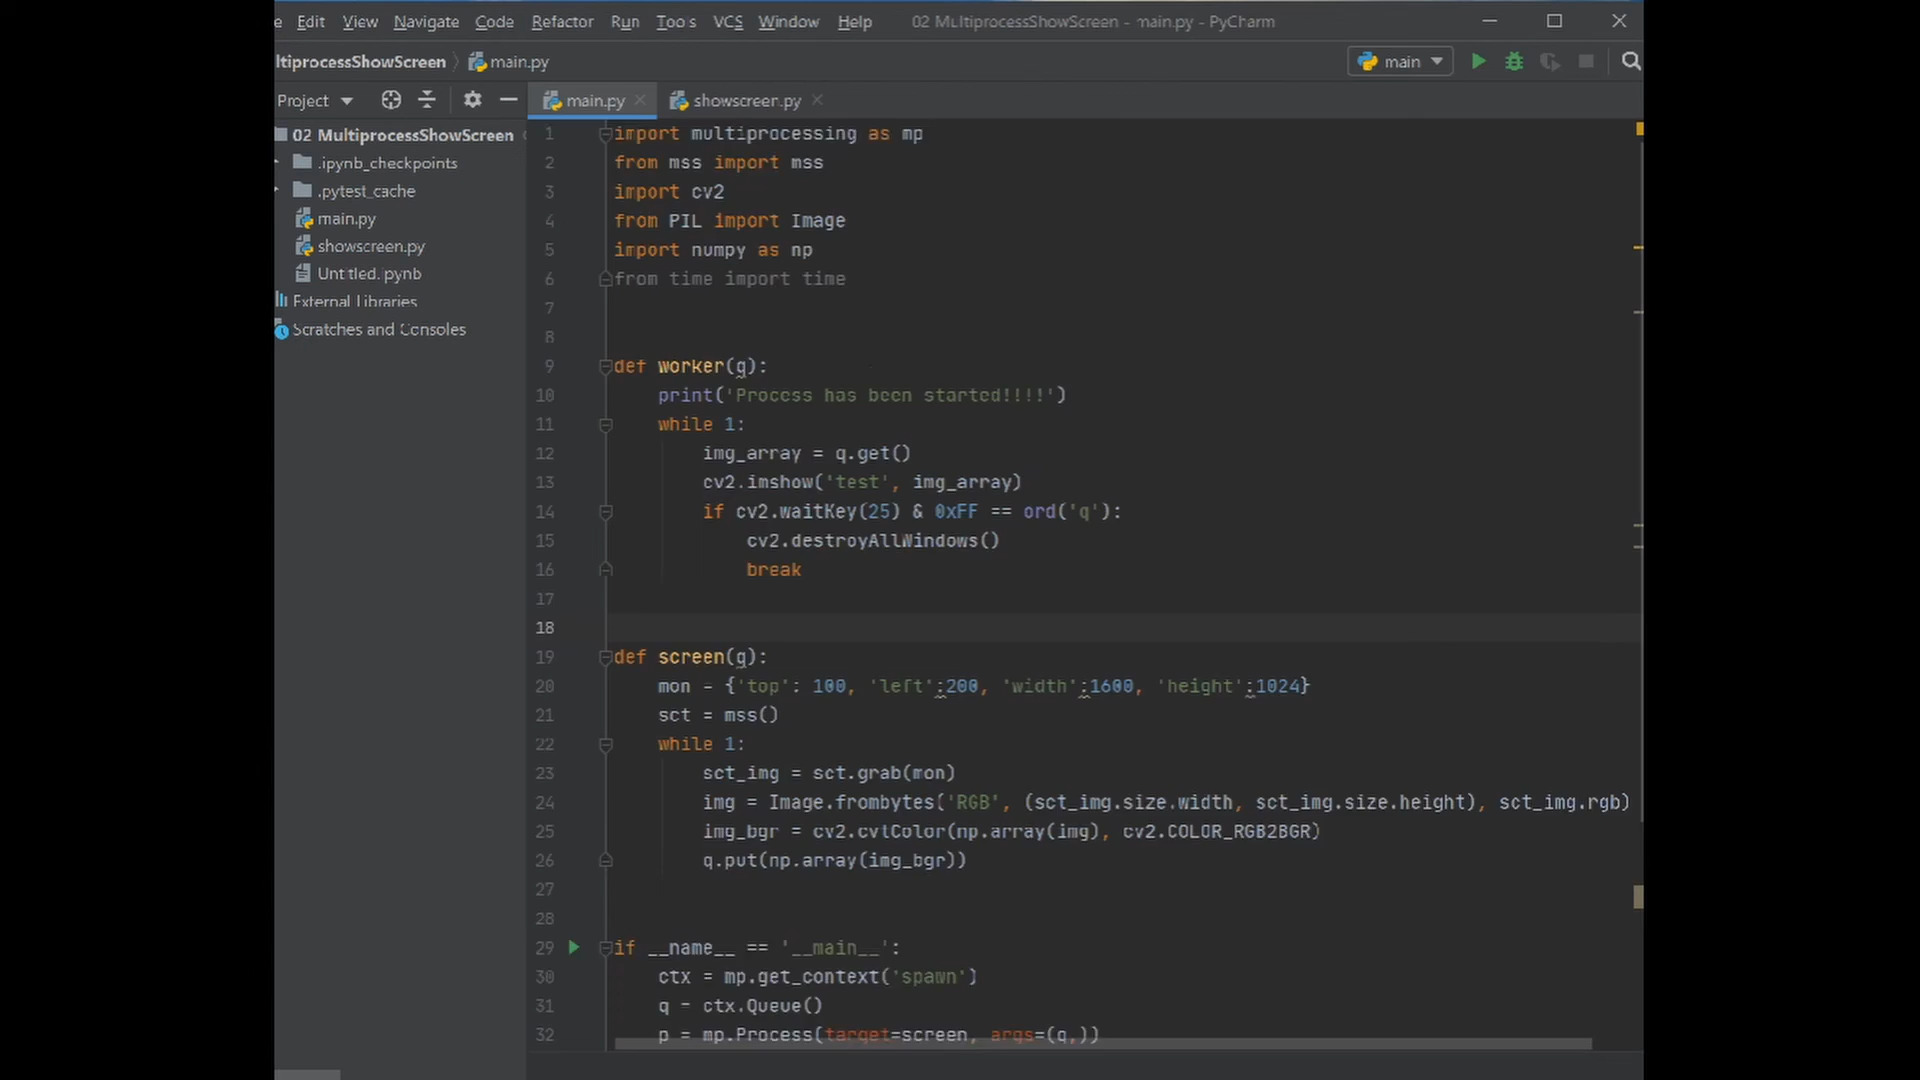 e Edit View Navigate Code Refactor Run Tools VCS Window Help 02 MultiprocessShowScreen - main.py - PyCharm
ltiprocessShowScreen main.py main
Project main.py showscreen.py
02 MultiprocessShowScreen
.ipynb_checkpoints
.pytest_cache
main.py
showscreen.py
Untitled.ipynb
External Libraries
Scratches and Consoles
1 import multiprocessing as mp
2 from mss import mss
3 import cv2
4 from PIL import Image
5 import numpy as np
6 from time import time
7
8
9 def worker(q):
10 print('Process has been started!!!!')
11 while 1:
12 img_array = q.get()
13 cv2.imshow('test', img_array)
14 if cv2.waitKey(25) & 0xFF == ord('q'):
15 cv2.destroyAllWindows()
16 break
17
18
19 def screen(q):
20 mon = {'top': 100, 'left':200, 'width':1600, 'height':1024}
21 sct = mss()
22 while 1:
23 sct_img = sct.grab(mon)
24 img = Image.frombytes('RGB', (sct_img.size.width, sct_img.size.height), sct_img.rgb)
25 img_bgr = cv2.cvtColor(np.array(img), cv2.COLOR_RGB2BGR)
26 q.put(np.array(img_bgr))
27
28
29 if __name__ == '__main__':
30 ctx = mp.get_context('spawn')
31 q = ctx.Queue()
32 p = mp.Process(target=screen, args=(q,))